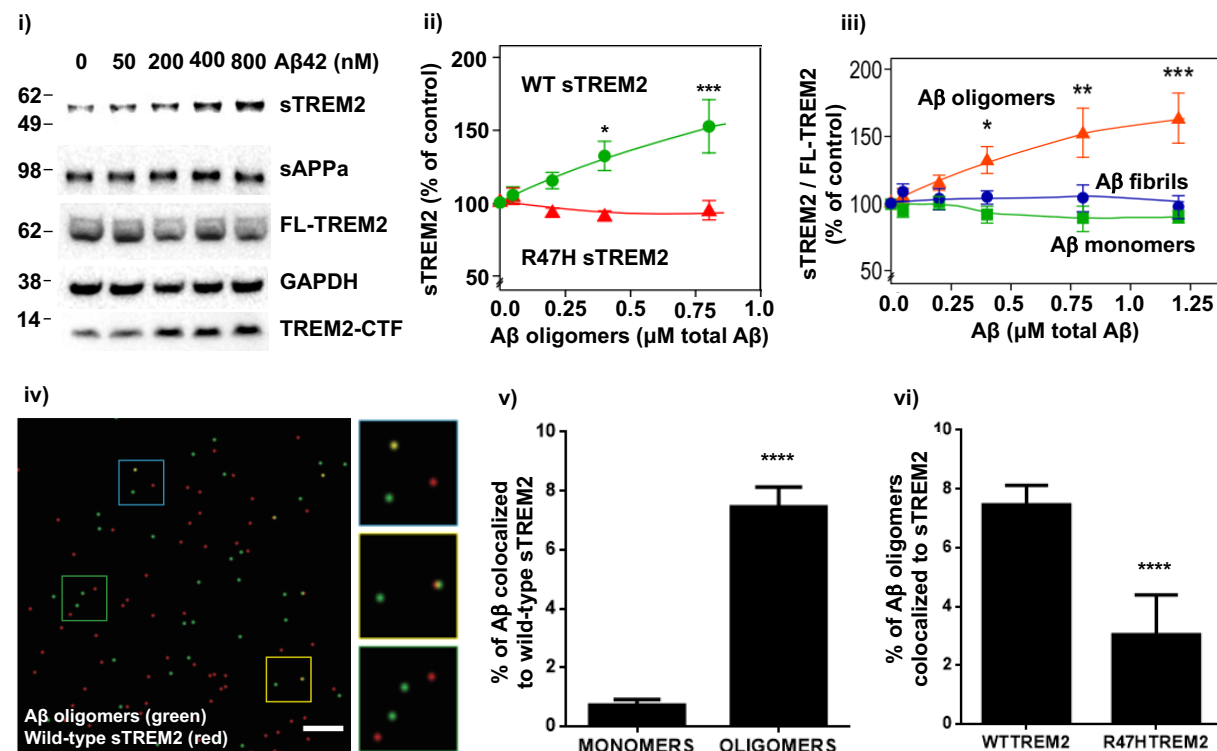 i)
0 50 200 400 800 Aβ42 (nM)
62
49
sTREM2
98
sAPPa
62
FL-TREM2
38
GAPDH
14
TREM2-CTF
ii)
sTREM2 (% of control)
200
150
100
50
WT sTREM2
*
***
R47H sTREM2
0 0.25 0.5 0.75 1.0
Aβ oligomers (μM total Aβ)
iii)
sTREM2 / FL-TREM2
(% of control)
200
150
100
50
Aβ oligomers
*
**
***
Aβ fibrils
Aβ monomers
0 0.25 0.5 0.75 1.0 1.25
Aβ (μM total Aβ)
iv)
Aβ oligomers (green)
Wild-type sTREM2 (red)
v)
% of Aβ colocalized
to wild-type sTREM2
10
8
6
4
2
0
****
MONOMERS OLIGOMERS
vi)
% of Aβ oligomers
colocalized to sTREM2
10
8
6
4
2
0
****
WTTREM2 R47HTREM2